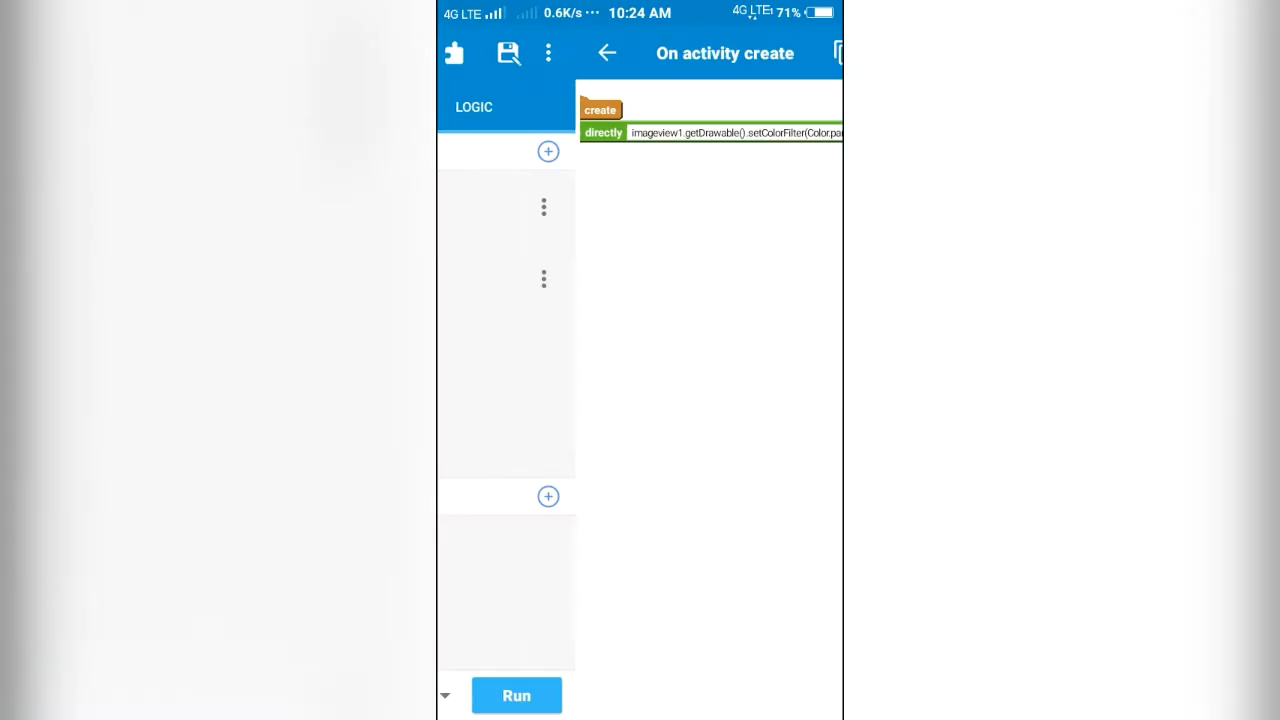 4G LTE 0.6K/s ··· 10:24 AM 4G LTE1 71%
On activity create
LOGIC
create
directly imageview1.getDrawable().setColorFilter(Color.pa
Run